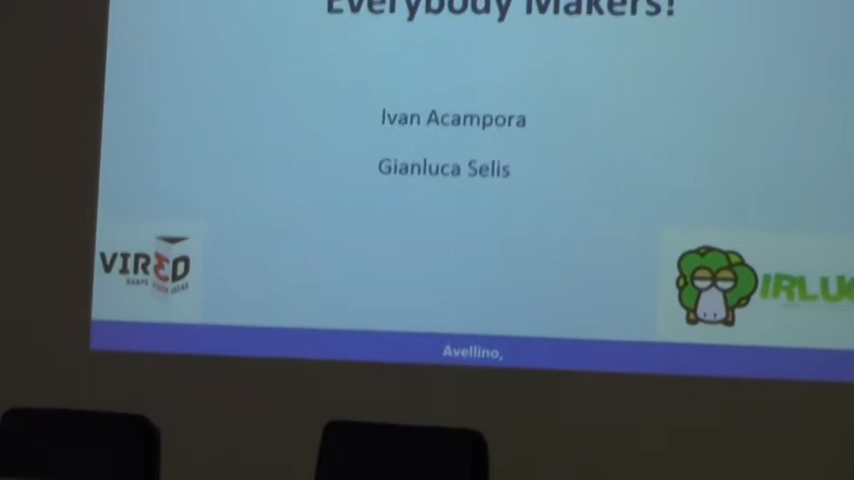 Everybody Makers!
Ivan Acampora
Gianluca Selis
VIRED
IRLUG
Avellino,